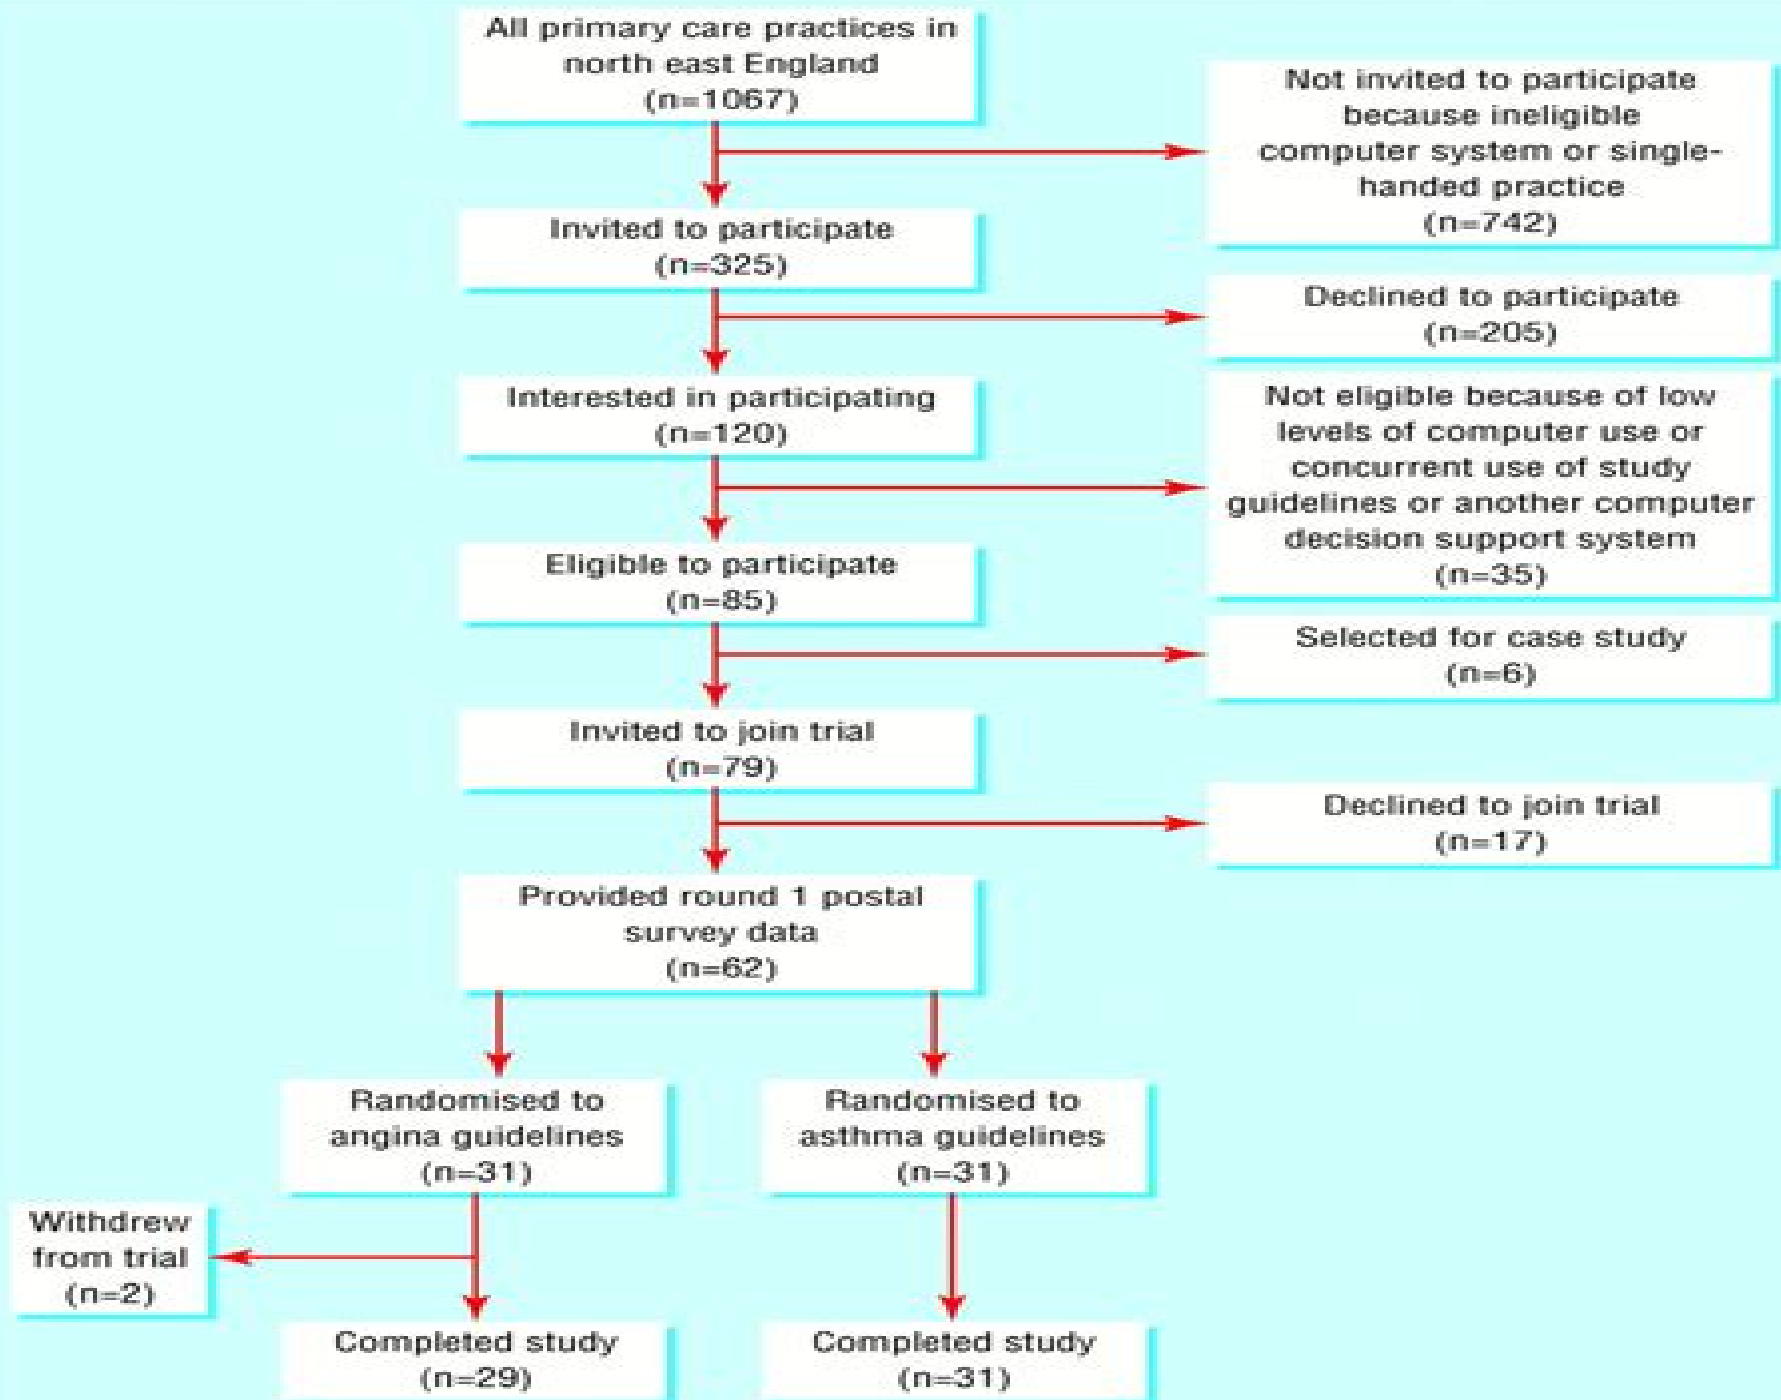 All primary care practices in
north east England
(n=1067)
Not invited to participate
because ineligible
computer system or single-
handed practice
(n=742)
Invited to participate
(n=325)
Declined to participate
(n=205)
Interested in participating
(n=120)
Not eligible because of low
levels of computer use or
concurrent use of study
guidelines or another computer
decision support system
(n=35)
Eligible to participate
(n=85)
Selected for case study
(n=6)
Invited to join trial
(n=79)
Declined to join trial
(n=17)
Provided round 1 postal
survey data
(n=62)
Randomised to
angina guidelines
(n=31)
Randomised to
asthma guidelines
(n=31)
Withdrew
from trial
(n=2)
Completed study
(n=29)
Completed study
(n=31)